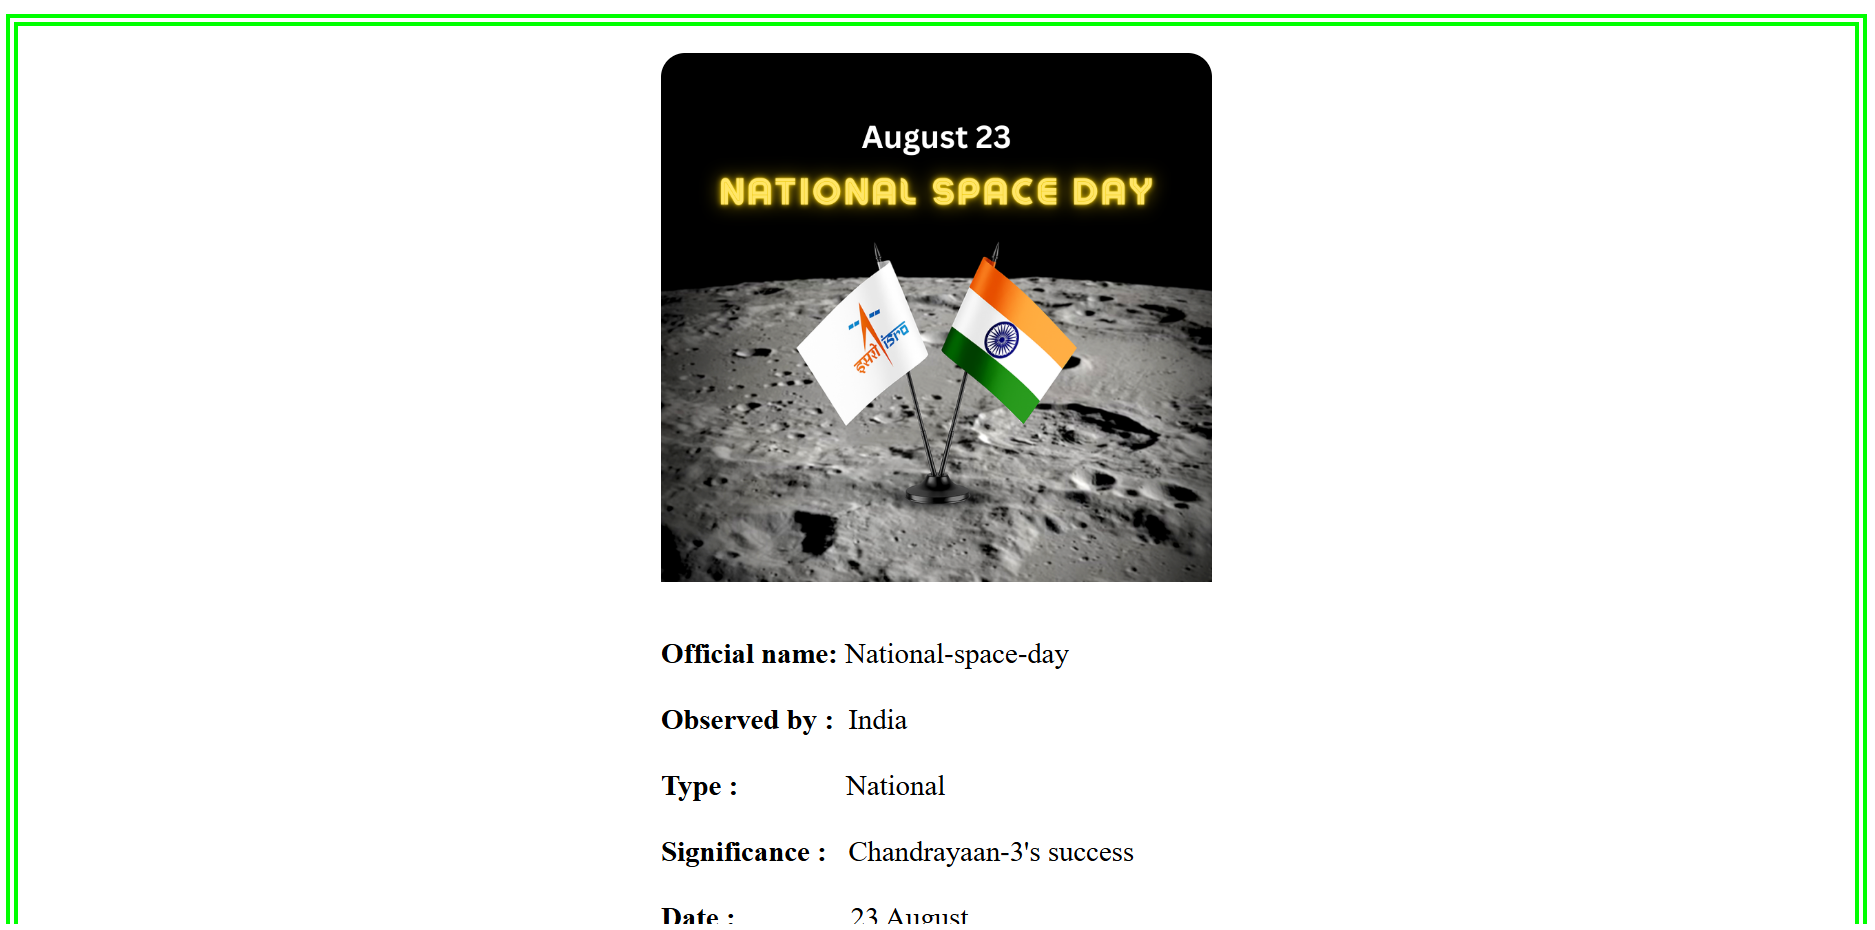 August 23
NATIONAL SPACE DAY
इसरो isro
Official name: National-space-day
Observed by : India
Type : National
Significance : Chandrayaan-3's success
Date : 23 August